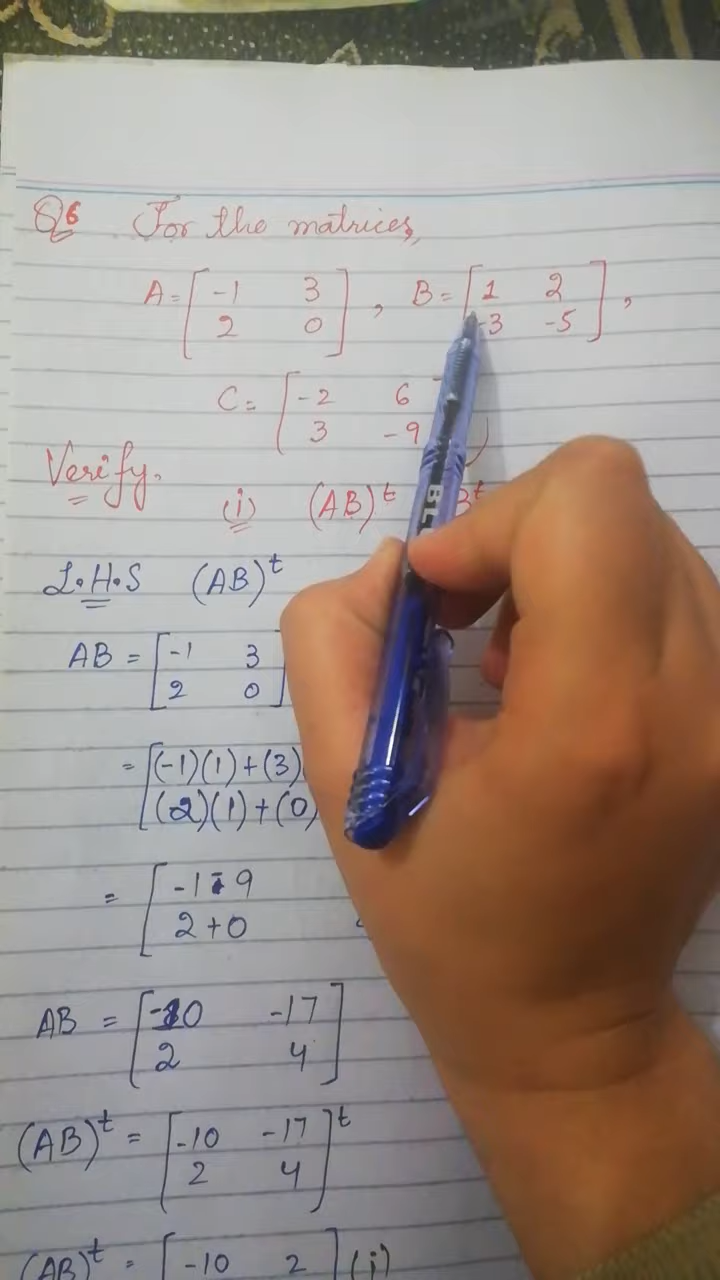 Q6 For the matrices,
A = [-1 3
2 0] , B = [1 2
-3 -5] ,
C = [-2 6
3 -9
Verify.
(i) (AB)^t B^t
L.H.S (AB)^t
AB = [-1 3
2 0]
= [(-1)(1)+(3)
(2)(1)+(0)
= [-1-9
2+0
AB = [-10 -17
2 4]
(AB)^t = [-10 -17
2 4]^t
(AB)^t = [-10 2] (i)